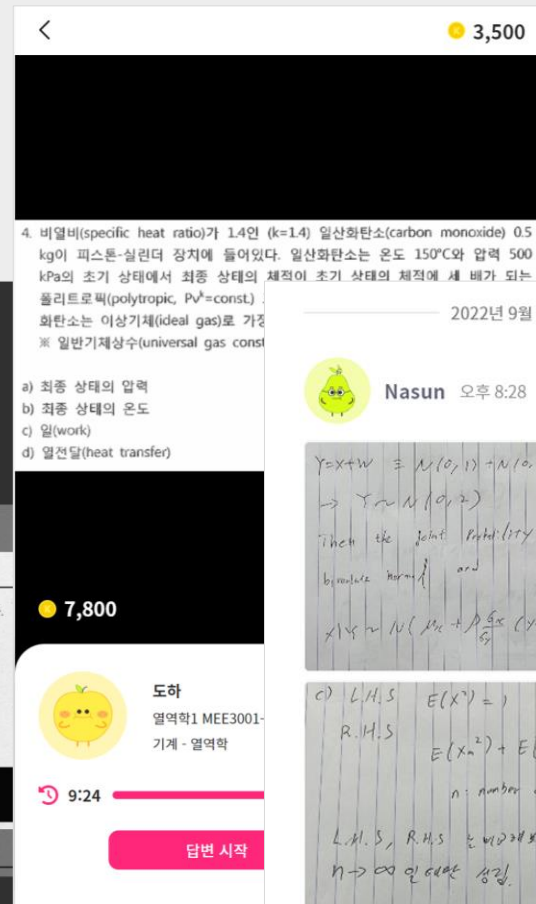 3,500
4. 비열비(specific heat ratio)가 1.4인 (k=1.4) 일산화탄소(carbon monoxide) 0.5
kg이 피스톤-실린더 장치에 들어있다. 일산화탄소는 온도 150℃와 압력 500
kPa의 초기 상태에서 최종 상태의 체적이 초기 상태의 체적에 세 배가 되는
폴리트로픽(polytropic, Pvᵏ=const.)
화탄소는 이상기체(ideal gas)로 가정
※ 일반기체상수(universal gas const
a) 최종 상태의 압력
b) 최종 상태의 온도
c) 일(work)
d) 열전달(heat transfer)
7,800
도하
열역학1 MEE3001-
기계 - 열역학
9:24
답변 시작
2022년 9월
Nasun 오후 8:28
Y=X+W ≡ N(0,1)+N(0,
→ Y~N(0,2)
Then the joint
and
X|Y ~ N(
c) L.H.S E(X²) = 1
R.H.S
n: number
L.H.S, R.H.S 는
n→∞ 일때만 성립.